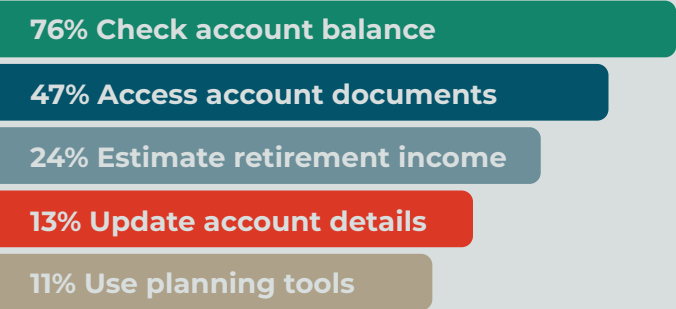 76% Check account balance
47% Access account documents
24% Estimate retirement income
13% Update account details
11% Use planning tools